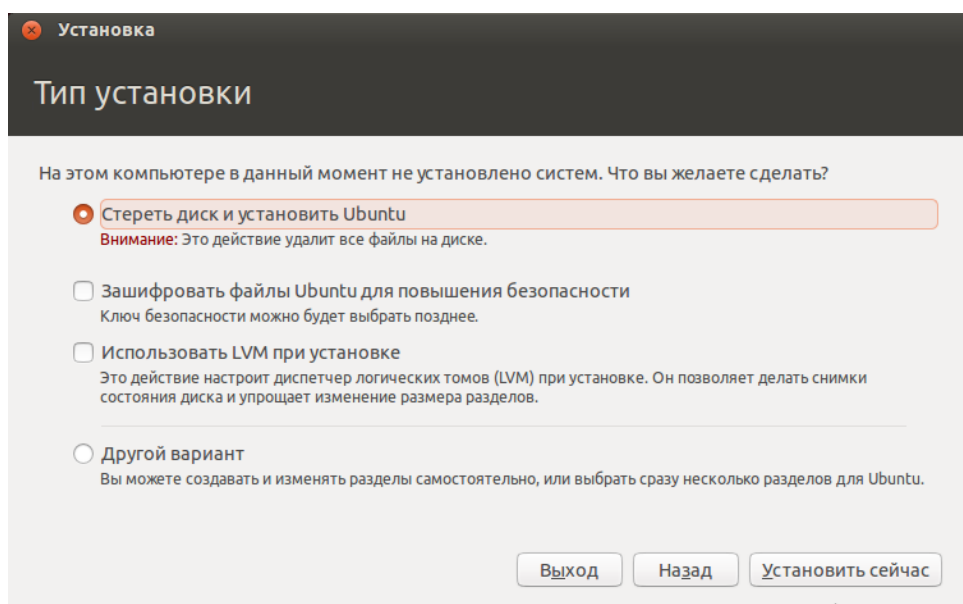 Установка
Тип установки
На этом компьютере в данный момент не установлено систем. Что вы желаете сделать?
Стереть диск и установить Ubuntu
Внимание: Это действие удалит все файлы на диске.
Зашифровать файлы Ubuntu для повышения безопасности
Ключ безопасности можно будет выбрать позднее.
Использовать LVM при установке
Это действие настроит диспетчер логических томов (LVM) при установке. Он позволяет делать снимки
состояния диска и упрощает изменение размера разделов.
Другой вариант
Вы можете создавать и изменять разделы самостоятельно, или выбрать сразу несколько разделов для Ubuntu.
Выход Назад Установить сейчас